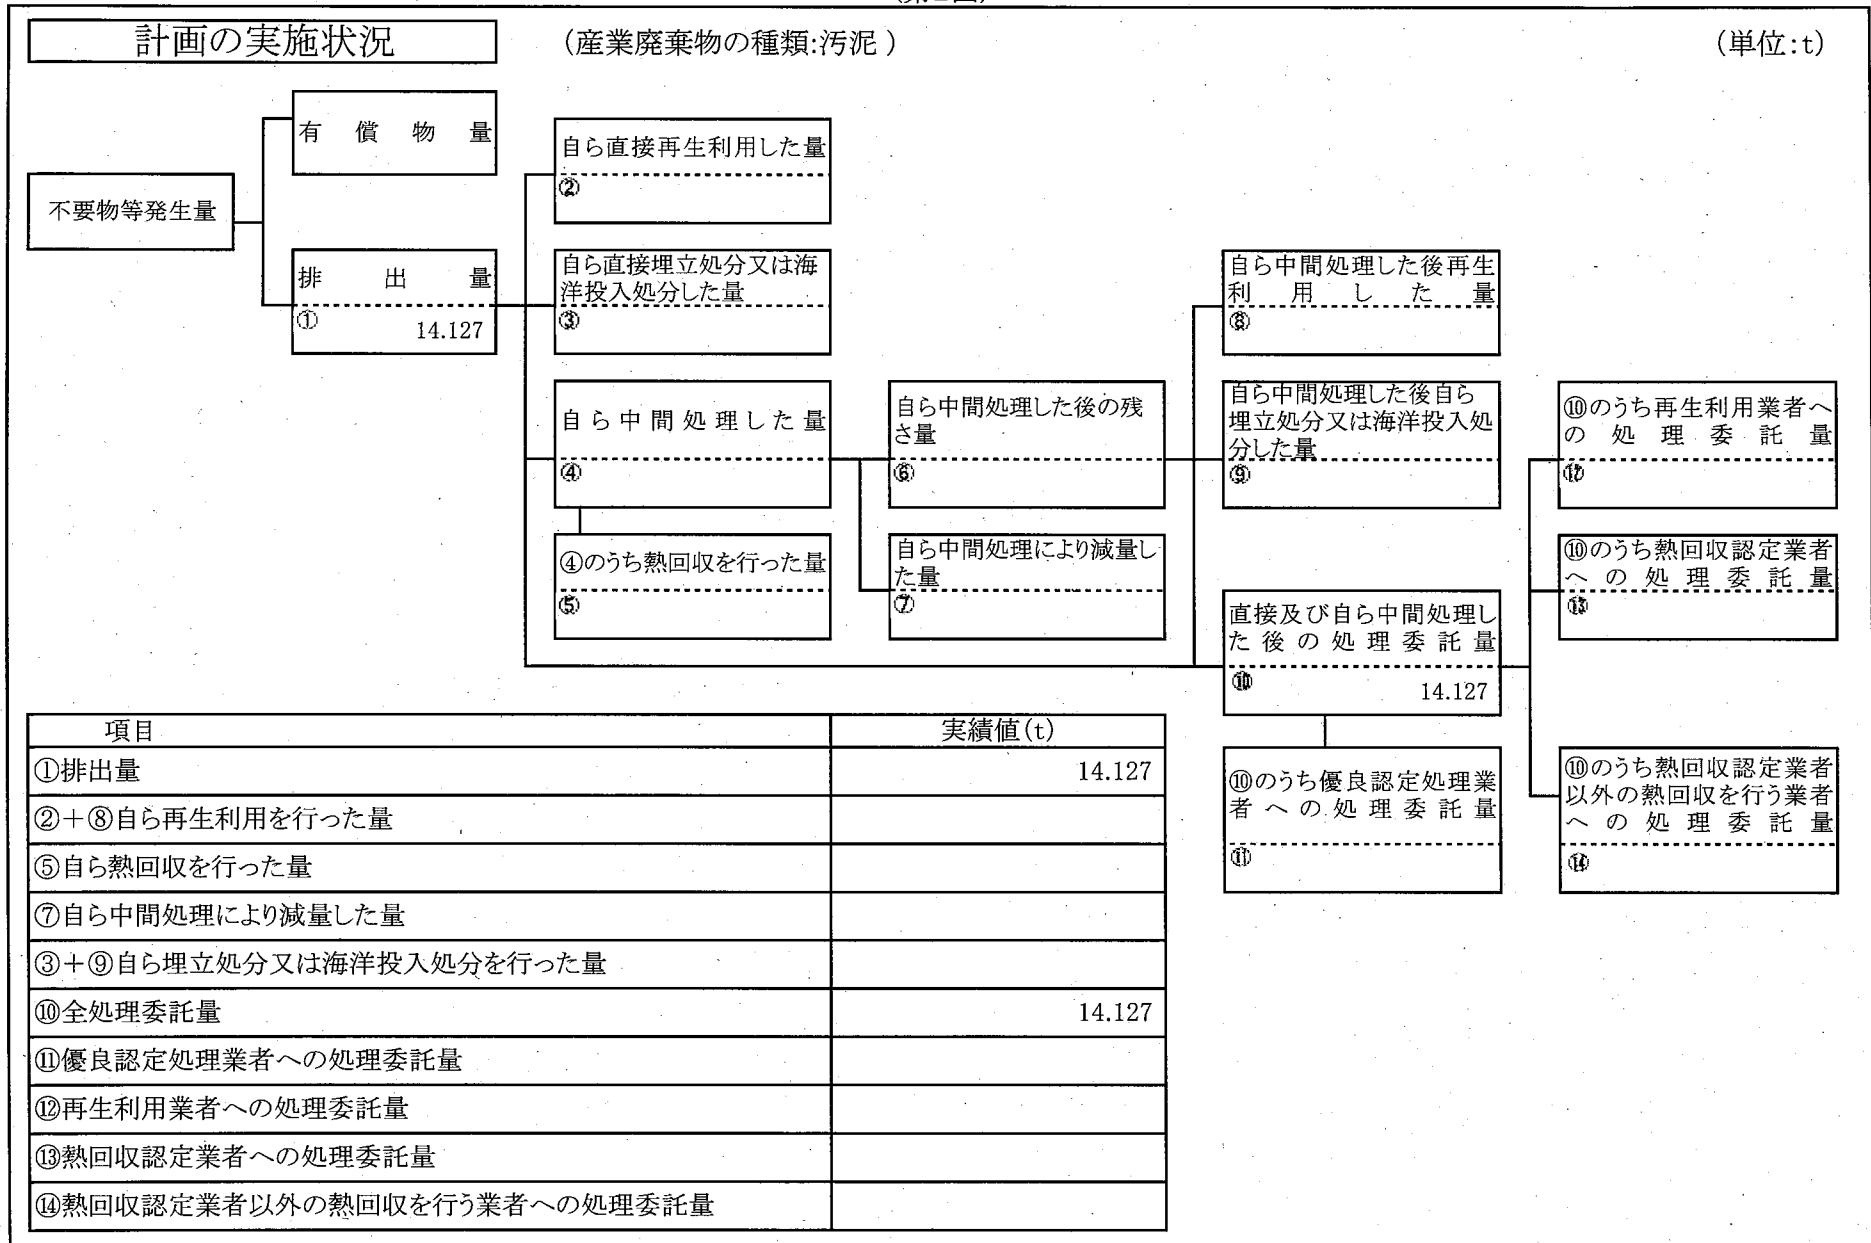 計画の実施状況
(産業廃棄物の種類:汚泥 )
(単位:t)
有償物量
不要物等発生量
排出量
① 14.127
自ら直接再生利用した量
②
自ら直接埋立処分又は海
洋投入処分した量
③
自ら中間処理した量
④
④のうち熱回収を行った量
⑤
自ら中間処理した後の残
さ量
⑥
自ら中間処理により減量し
た量
⑦
自ら中間処理した後再生
利用した量
⑧
自ら中間処理した後自ら
埋立処分又は海洋投入処
分した量
⑨
直接及び自ら中間処理し
た後の処理委託量
⑩ 14.127
⑩のうち優良認定処理業
者への処理委託量
⑪
⑩のうち再生利用業者へ
の処理委託量
⑫
⑩のうち熱回収認定業者
への処理委託量
⑬
⑩のうち熱回収認定業者
以外の熱回収を行う業者
への処理委託量
⑭
項目 実績値(t)
①排出量 14.127
②+⑧自ら再生利用を行った量
⑤自ら熱回収を行った量
⑦自ら中間処理により減量した量
③+⑨自ら埋立処分又は海洋投入処分を行った量
⑩全処理委託量 14.127
⑪優良認定処理業者への処理委託量
⑫再生利用業者への処理委託量
⑬熱回収認定業者への処理委託量
⑭熱回収認定業者以外の熱回収を行う業者への処理委託量